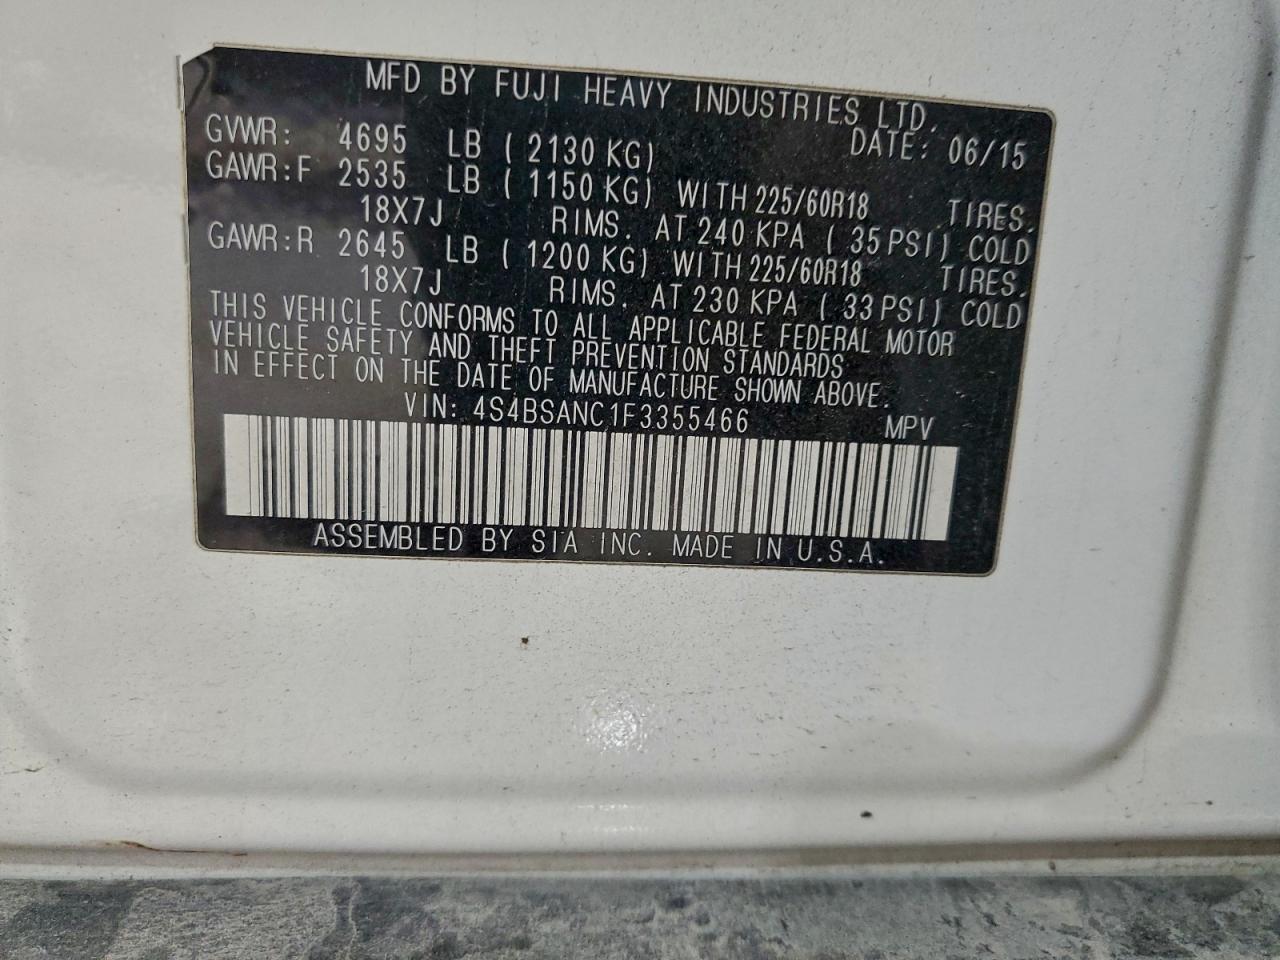 MFD BY FUJI HEAVY INDUSTRIES LTD.
DATE: 06/15
GVWR: 4695 LB ( 2130 KG)
GAWR:F 2535 LB ( 1150 KG) WITH 225/60R18 TIRES.
18X7J RIMS. AT 240 KPA ( 35 PSI) COLD
GAWR:R 2645 LB ( 1200 KG) WITH 225/60R18 TIRES.
18X7J RIMS. AT 230 KPA ( 33 PSI) COLD
THIS VEHICLE CONFORMS TO ALL APPLICABLE FEDERAL MOTOR
VEHICLE SAFETY AND THEFT PREVENTION STANDARDS
IN EFFECT ON THE DATE OF MANUFACTURE SHOWN ABOVE.
VIN: 4S4BSANC1F3355466 MPV
ASSEMBLED BY SIA INC. MADE IN U.S.A.